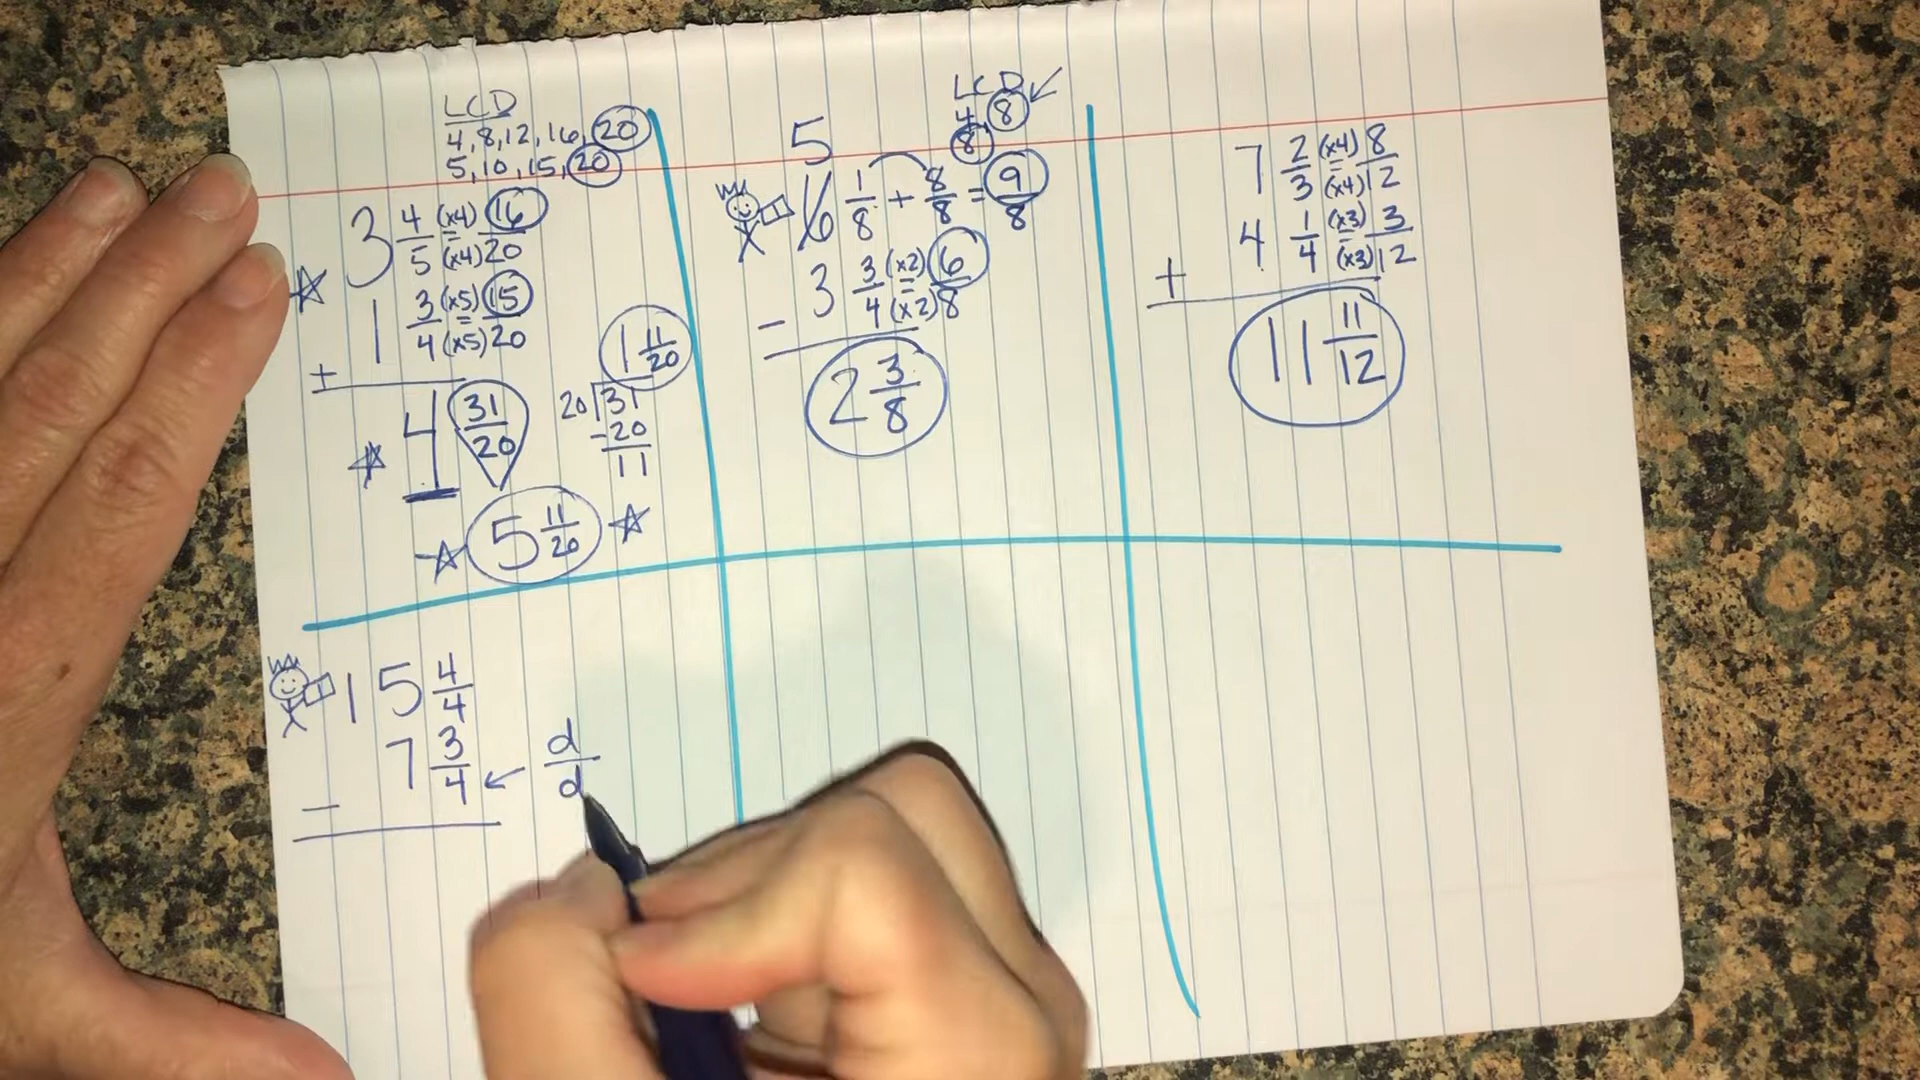 LCD
4, 8, 12, 16, 20
5, 10, 15, 20
3 4/5 (x4) = (x4) 16/20
+ 1 3/4 (x5) = (x5) 15/20
4 31/20
1 11/20
20 31
-20
11
5 11/20
LCD
4, 8
8
5
6 1/8 + 8/8 = 9/8
- 3 3/4 (x2) = (x2) 6/8
2 3/8
7 2/3 (x4) = (x4) 8/12
+ 4 1/4 (x3) = (x3) 3/12
11 11/12
15 4/4
- 7 3/4
d/d